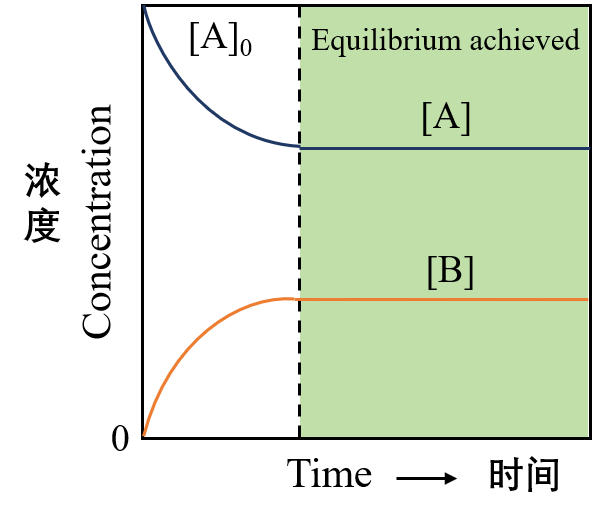 [A]₀
Equilibrium achieved
[A]
浓度
Concentration
[B]
0
Time
时间